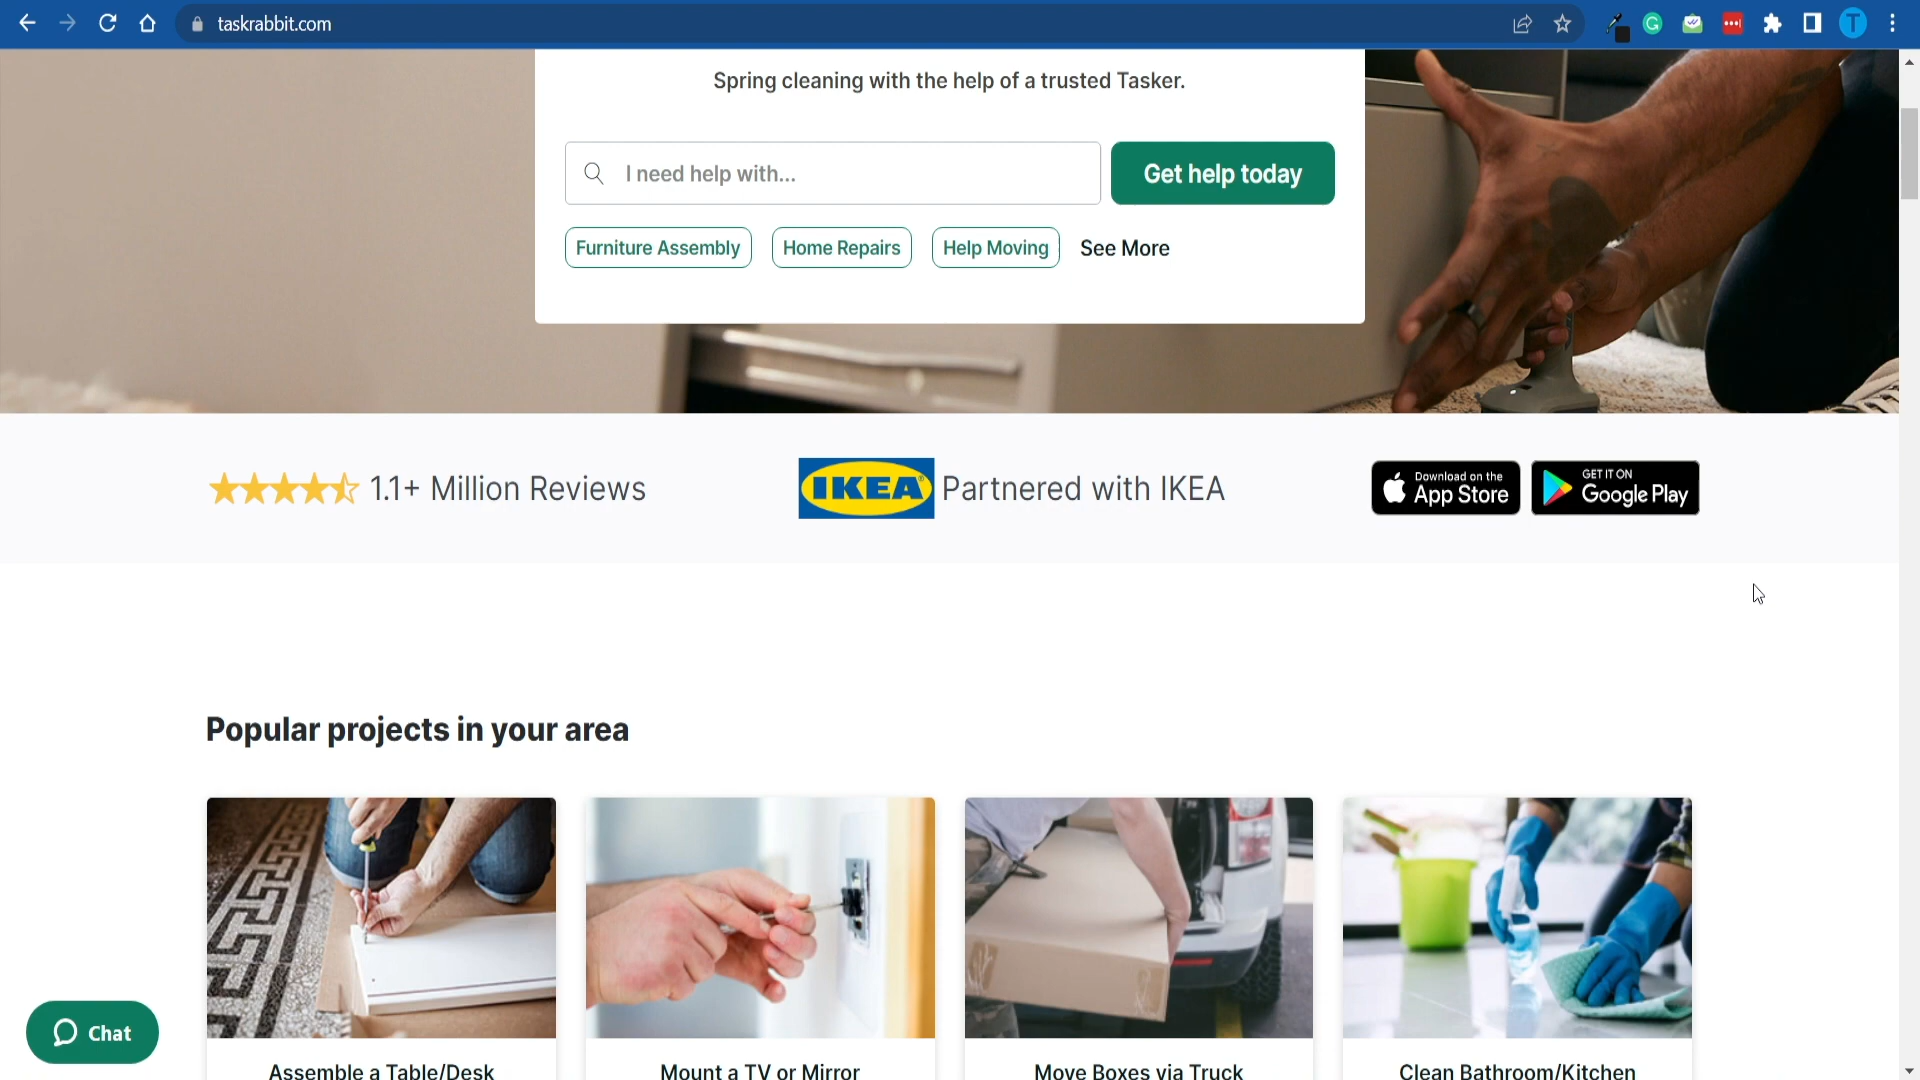 taskrabbit.com
T
Spring cleaning with the help of a trusted Tasker.
I need help with...
Get help today
Furniture Assembly
Home Repairs
Help Moving
See More
1.1+ Million Reviews
IKEA
Partnered with IKEA
Download on the
App Store
GET IT ON
Google Play
Popular projects in your area
Assemble a Table/Desk
Mount a TV or Mirror
Move Boxes via Truck
Clean Bathroom/Kitchen
Chat